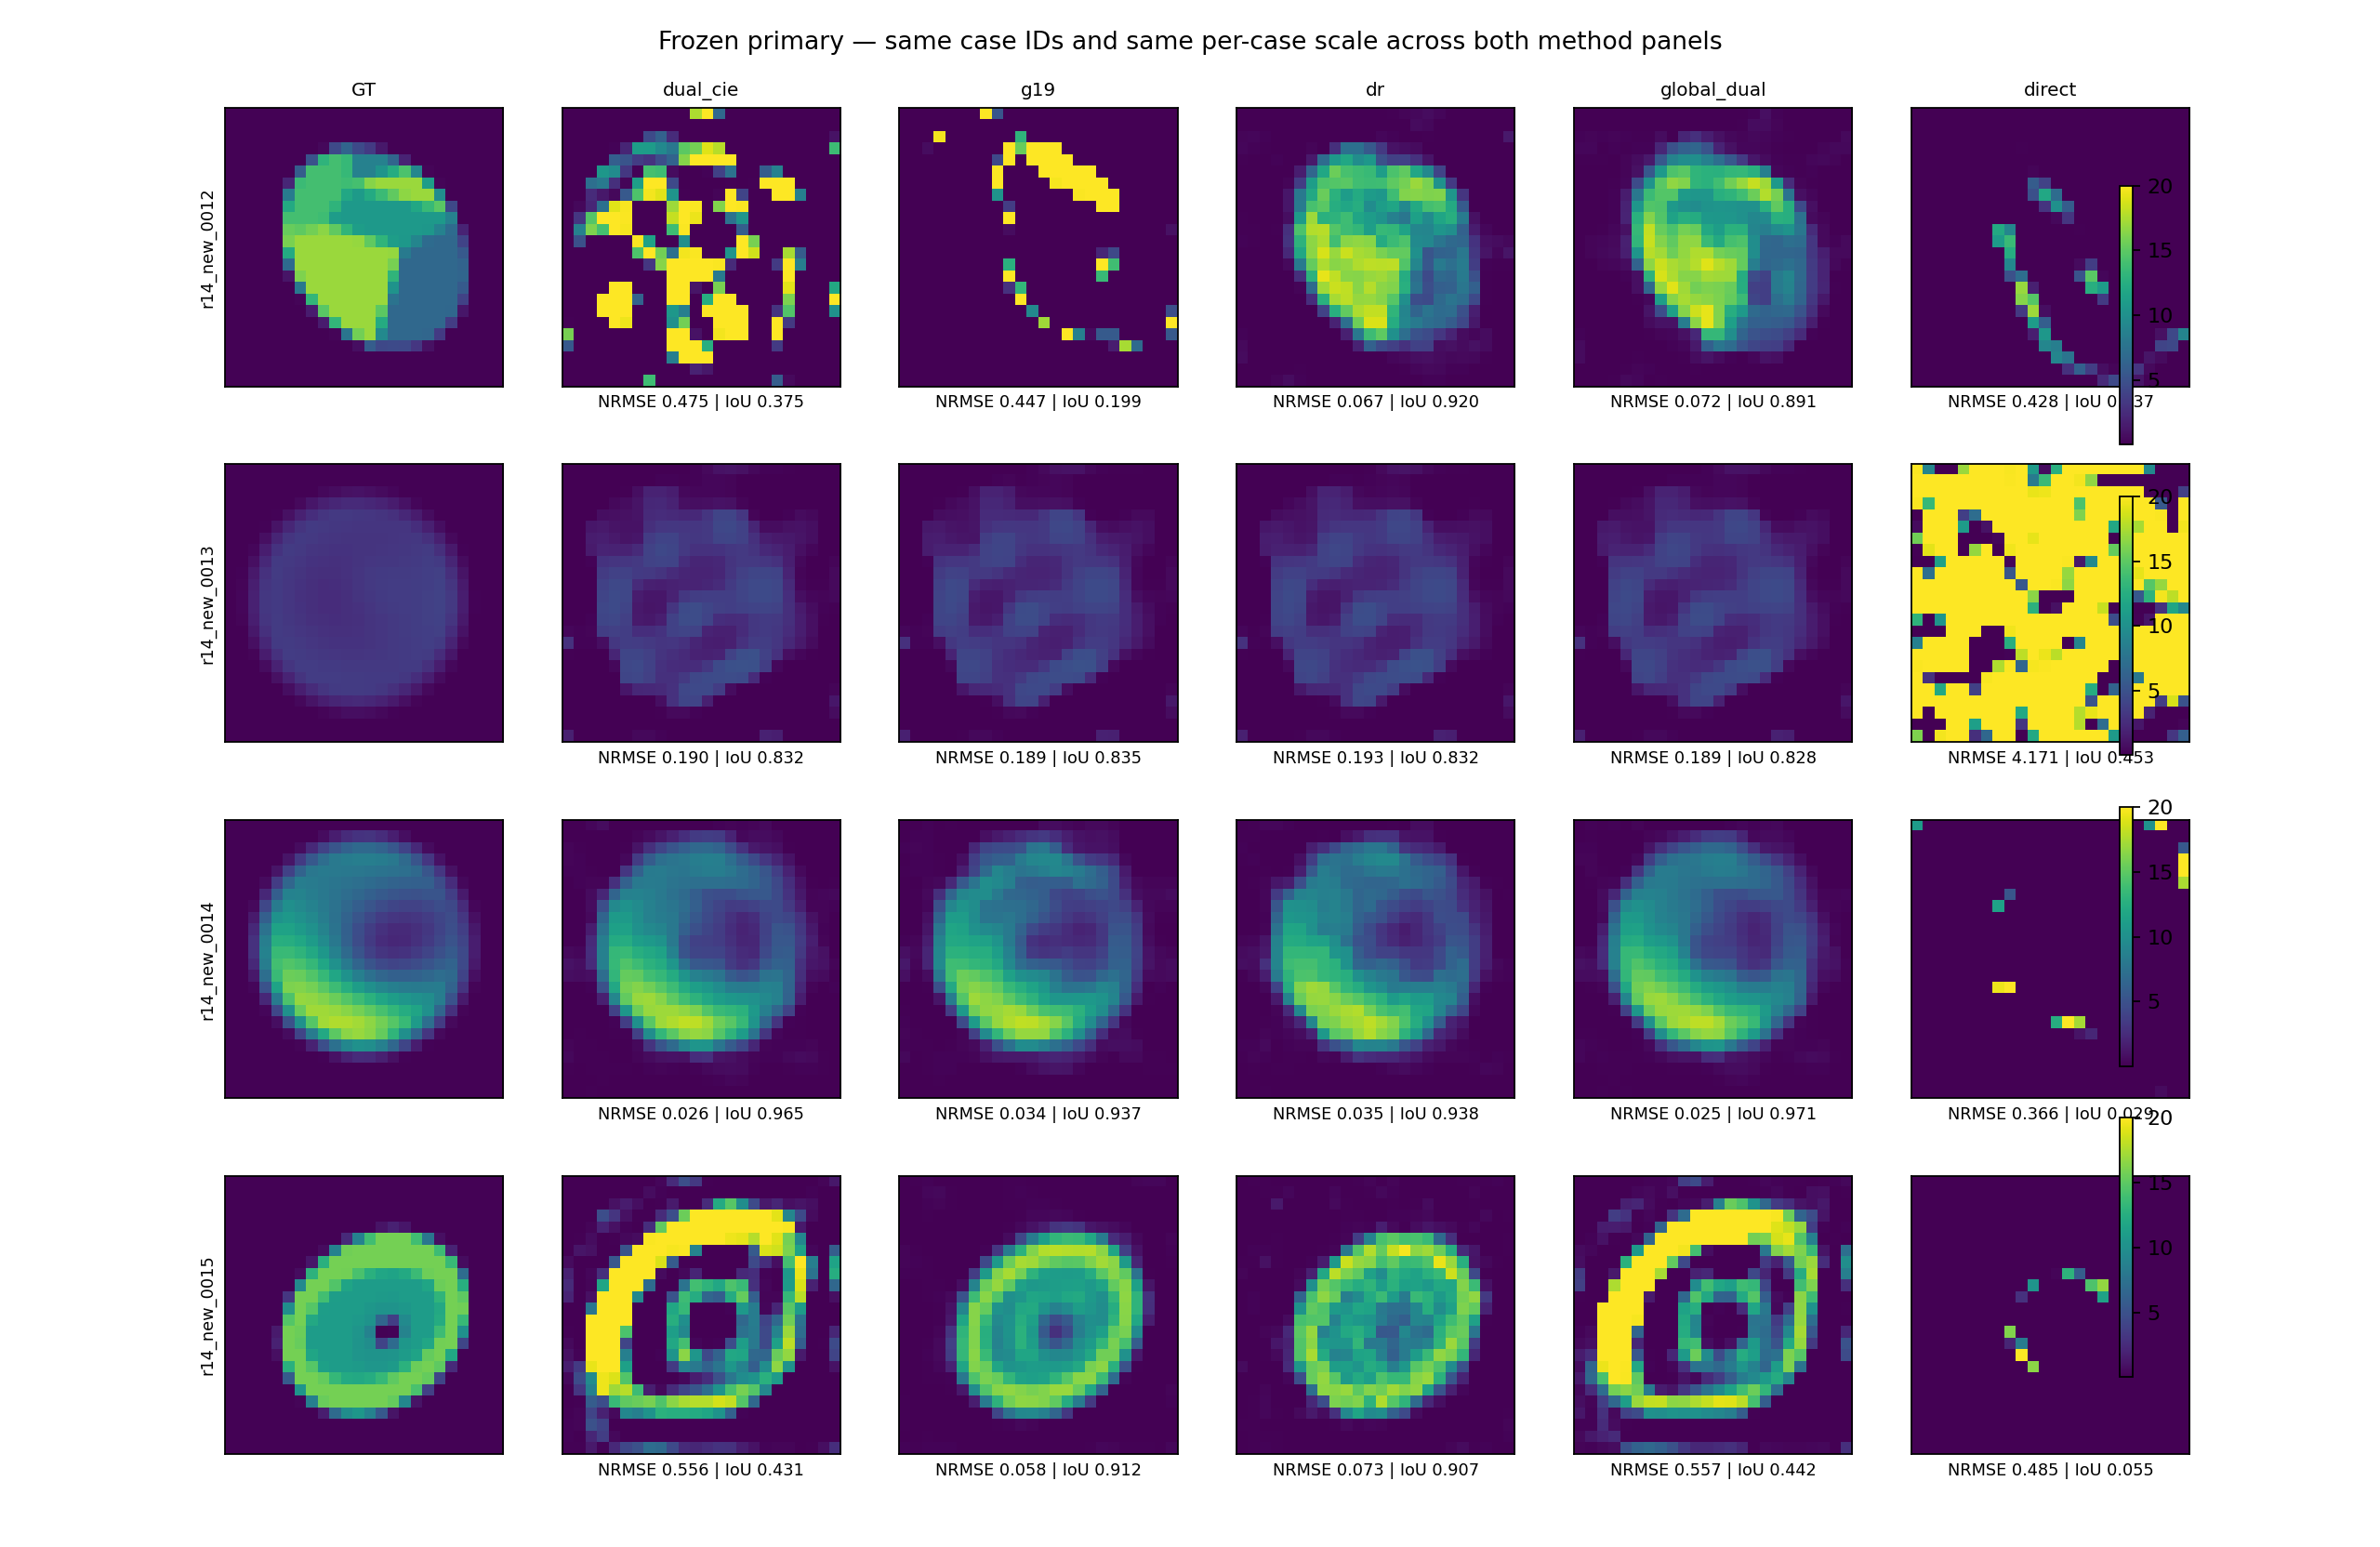 Frozen primary — same case IDs and same per-case scale across both method panels
GT dual_cie g19 dr global_dual direct
r14_new_0012
20
15
10
5
NRMSE 0.475 | IoU 0.375 NRMSE 0.447 | IoU 0.199 NRMSE 0.067 | IoU 0.920 NRMSE 0.072 | IoU 0.891 NRMSE 0.428 | IoU
r14_new_0013
20
15
10
5
NRMSE 0.190 | IoU 0.832 NRMSE 0.189 | IoU 0.835 NRMSE 0.193 | IoU 0.832 NRMSE 0.189 | IoU 0.828 NRMSE 4.171 | IoU 0.453
r14_new_0014
20
15
10
5
NRMSE 0.026 | IoU 0.965 NRMSE 0.034 | IoU 0.937 NRMSE 0.035 | IoU 0.938 NRMSE 0.025 | IoU 0.971 NRMSE 0.366 | IoU 0.029
r14_new_0015
20
15
10
5
NRMSE 0.556 | IoU 0.431 NRMSE 0.058 | IoU 0.912 NRMSE 0.073 | IoU 0.907 NRMSE 0.557 | IoU 0.442 NRMSE 0.485 | IoU 0.055